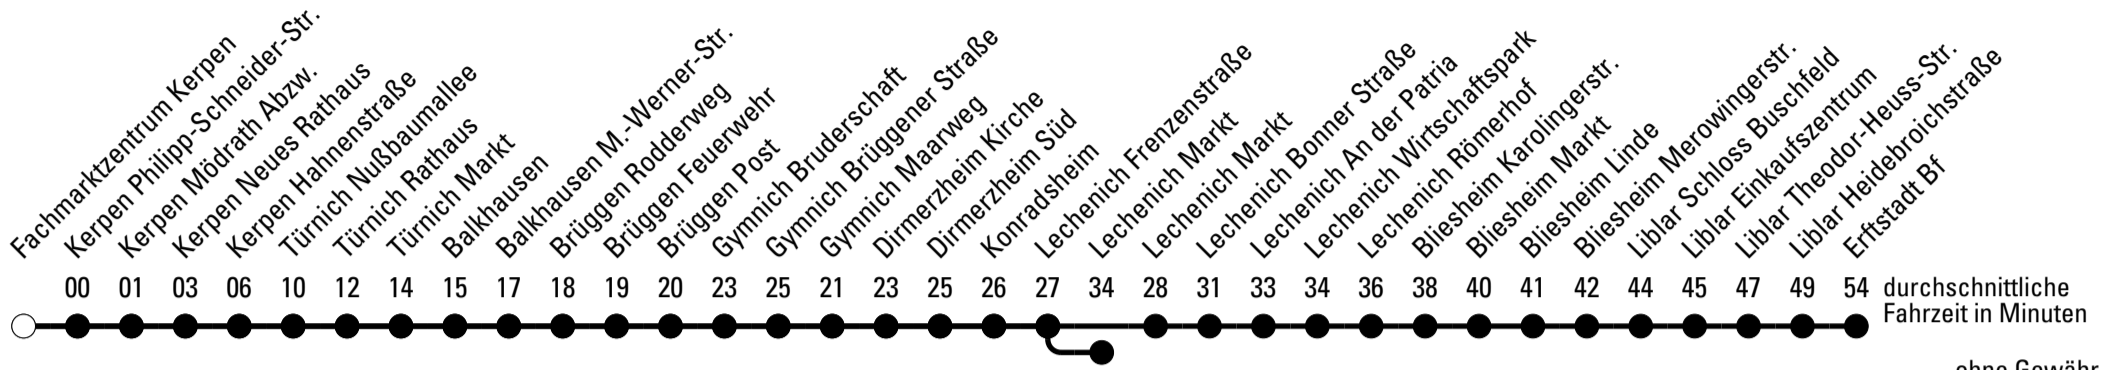 Fachmarktzentrum Kerpen
Kerpen Philipp-Schneider-Str.
Kerpen Mödrath Abzw.
Kerpen Neues Rathaus
Kerpen Hahnenstraße
Türnich Nußbaumallee
Türnich Rathaus
Türnich Markt
Balkhausen
Balkhausen M.-Werner-Str.
Brüggen Rodderweg
Brüggen Feuerwehr
Brüggen Post
Gymnich Bruderschaft
Gymnich Brüggener Straße
Gymnich Maarweg
Dirmerzheim Kirche
Dirmerzheim Süd
Konradsheim
Lechenich Frenzenstraße
Lechenich Markt
Lechenich Markt
Lechenich Bonner Straße
Lechenich An der Patria
Lechenich Wirtschaftspark
Lechenich Römerhof
Bliesheim Karolingerstr.
Bliesheim Markt
Bliesheim Linde
Bliesheim Merowingerstr.
Liblar Schloss Buschfeld
Liblar Einkaufszentrum
Liblar Theodor-Heuss-Str.
Liblar Heidebroichstraße
Erftstadt Bf
00 01 03 06 10 12 14 15 17 18 19 20 23 25 21 23 25 26 27 34 28 31 33 34 36 38 40 41 42 44 45 47 49 54 durchschnittliche
Fahrzeit in Minuten
ohne Gewähr